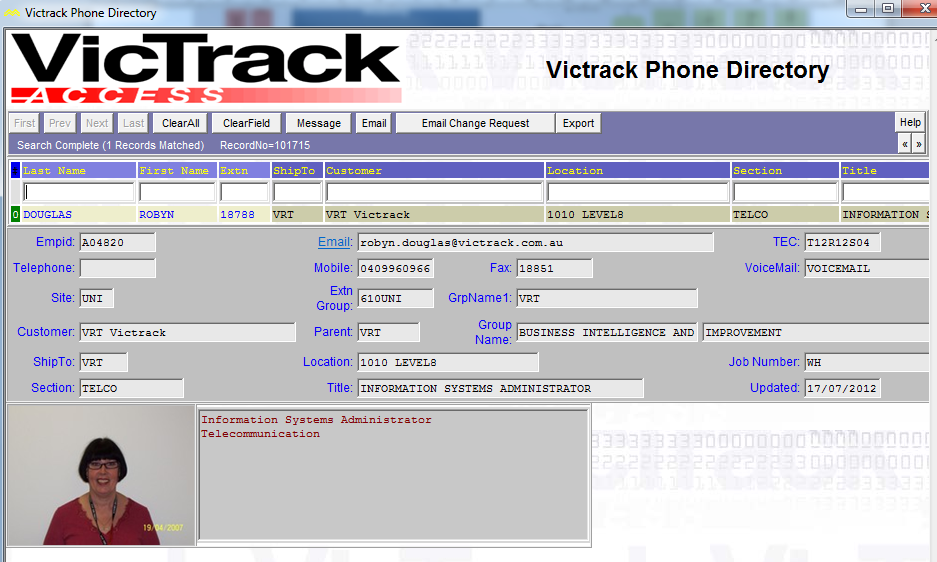 Victrack Phone Directory
VicTrack
ACCESS
Victrack Phone Directory
First Prev Next Last ClearAll ClearField Message Email Email Change Request Export Help
Search Complete (1 Records Matched) RecordNo=101715 « »
Last Name First Name Extn ShipTo Customer Location Section Title
0 DOUGLAS ROBYN 18788 VRT VRT Victrack 1010 LEVEL8 TELCO INFORMATION S
Empid: A04820 Email: robyn.douglas@victrack.com.au TEC: T12R12S04
Telephone: Mobile: 0409960966 Fax: 18851 VoiceMail: VOICEMAIL
Site: UNI Extn Group: 610UNI GrpName1: VRT
Customer: VRT Victrack Parent: VRT Group Name: BUSINESS INTELLIGENCE AND IMPROVEMENT
ShipTo: VRT Location: 1010 LEVEL8 Job Number: WH
Section: TELCO Title: INFORMATION SYSTEMS ADMINISTRATOR Updated: 17/07/2012
Information Systems Administrator
Telecommunication
19/04/2007